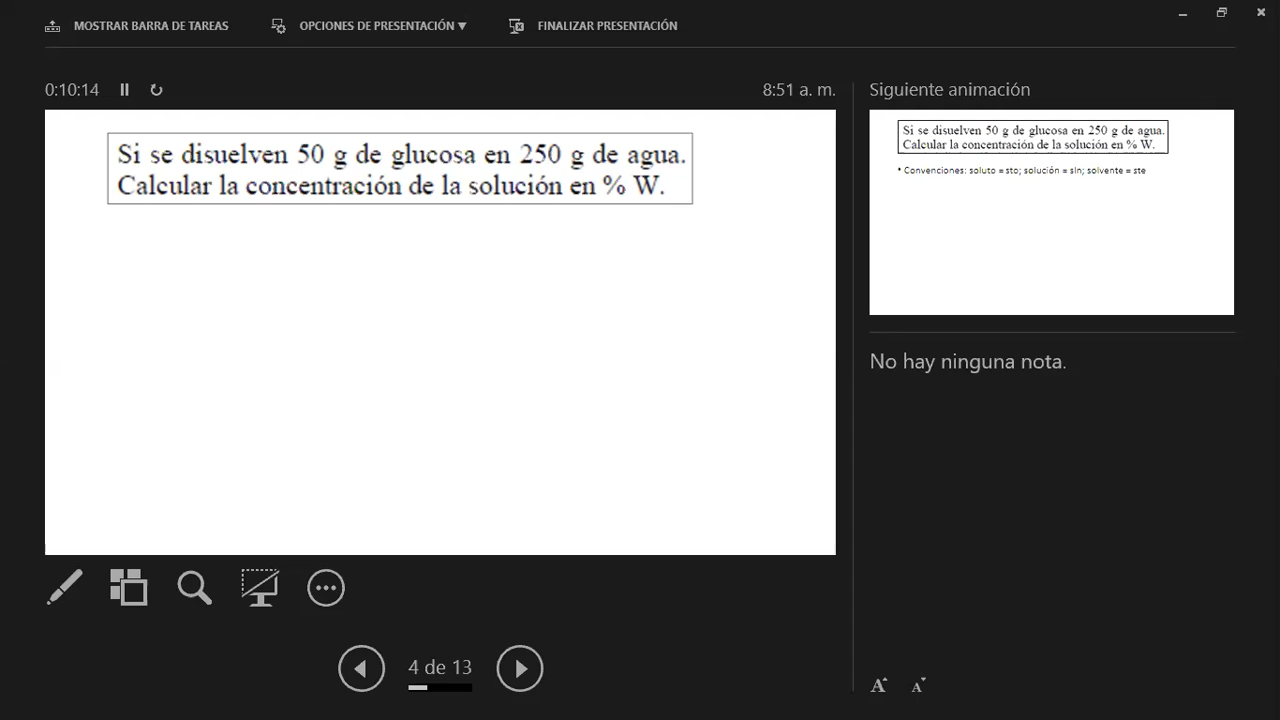 MOSTRAR BARRA DE TAREAS
OPCIONES DE PRESENTACIÓN ▼
FINALIZAR PRESENTACIÓN
0:10:14
8:51 a. m.
Si se disuelven 50 g de glucosa en 250 g de agua.
Calcular la concentración de la solución en % W.
4 de 13
Siguiente animación
Si se disuelven 50 g de glucosa en 250 g de agua.
Calcular la concentración de la solución en % W.
* Convenciones: soluto = sto; solución = sln; solvente = ste
No hay ninguna nota.
A A